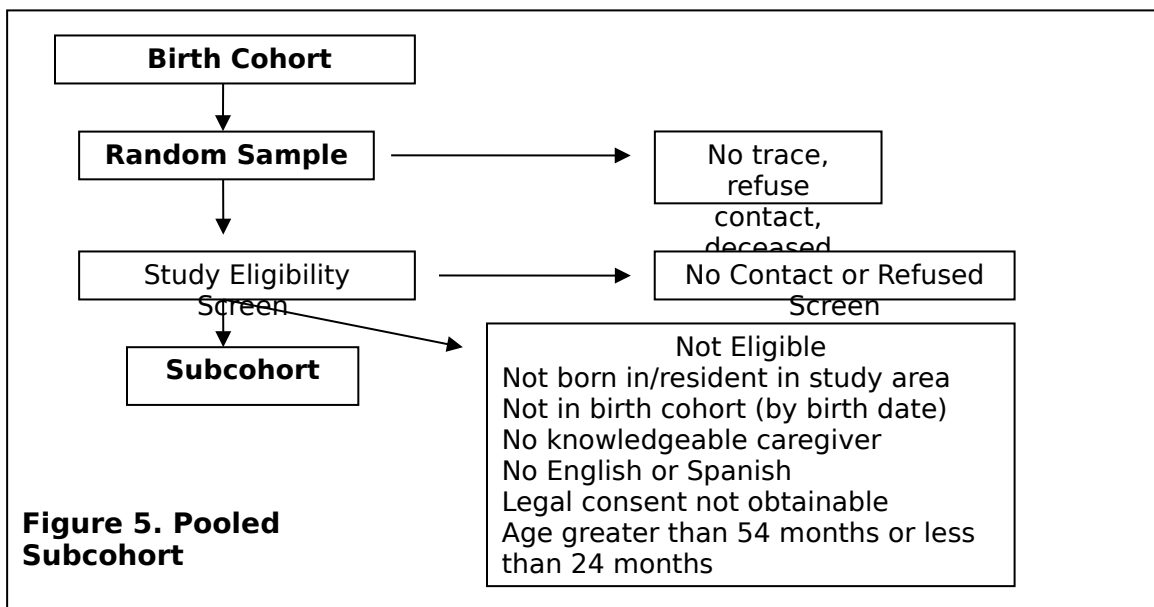 Birth Cohort
Random Sample
No trace,
refuse
contact,
deceased
Study Eligibility
Screen
No Contact or Refused
Screen
Not Eligible
Not born in/resident in study area
Not in birth cohort (by birth date)
No knowledgeable caregiver
No English or Spanish
Legal consent not obtainable
Age greater than 54 months or less
than 24 months
Subcohort
Figure 5. Pooled
Subcohort